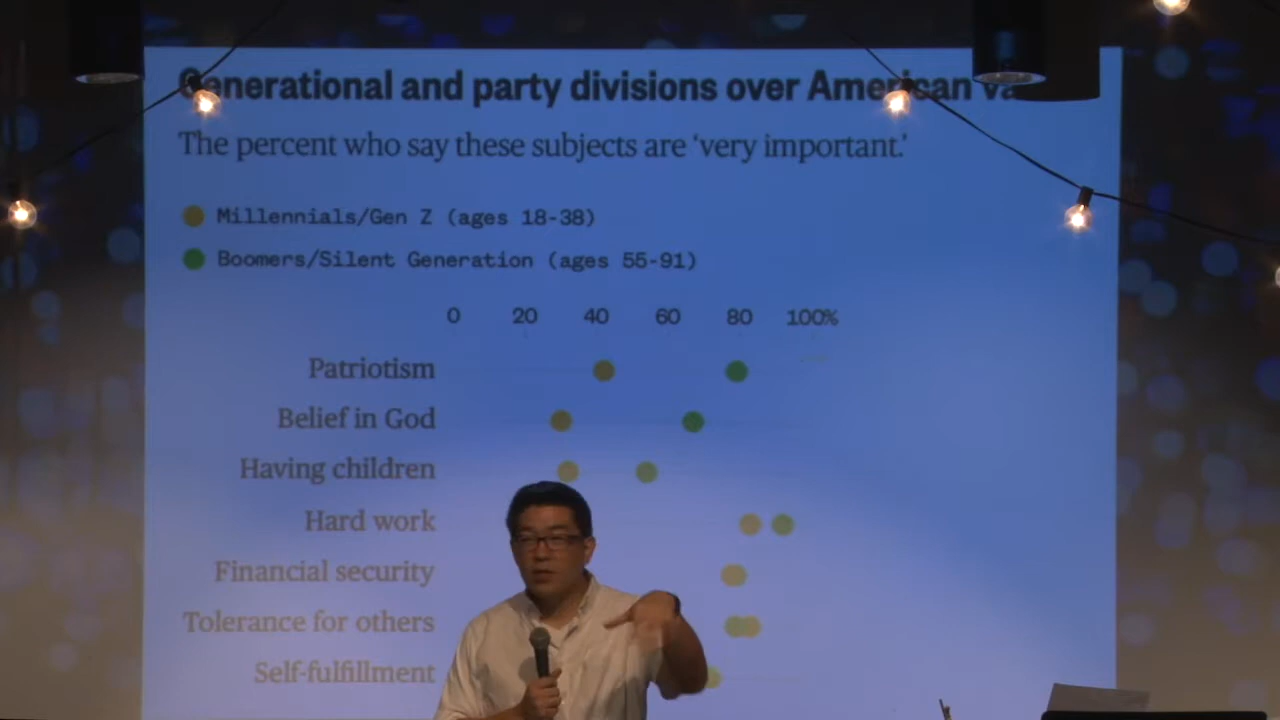 Generational and party divisions over American
The percent who say these subjects are ‘very important.’
Millennials/Gen Z (ages 18-38)
Boomers/Silent Generation (ages 55-91)
0 20 40 60 80 100%
Patriotism
Belief in God
Having children
Hard work
Financial security
Tolerance for others
Self-fulfillment